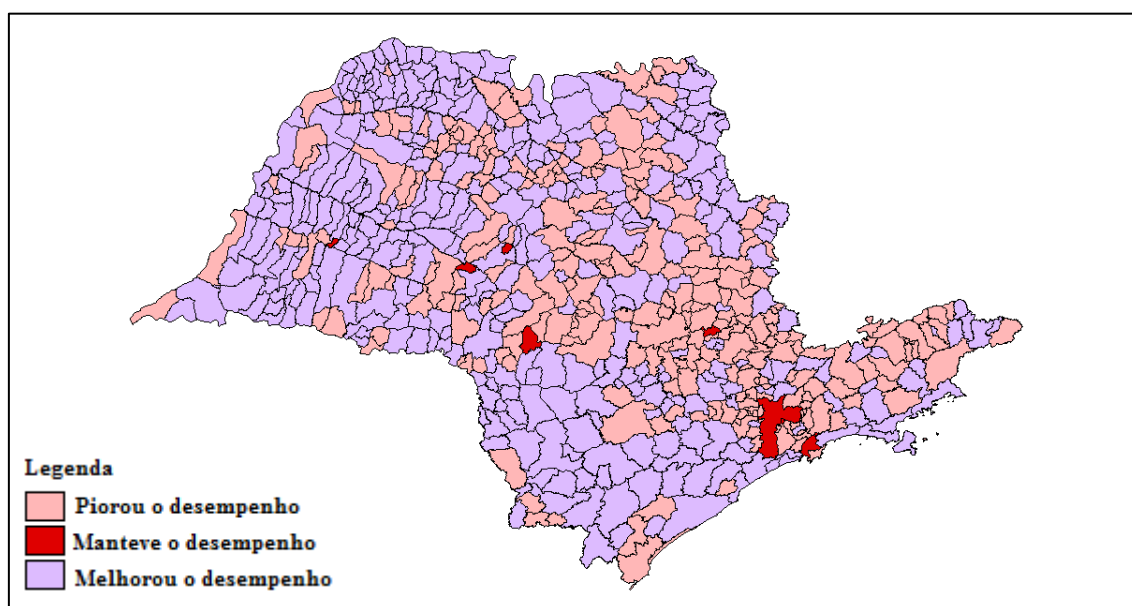 Legenda
Piorou o desempenho
Manteve o desempenho
Melhorou o desempenho